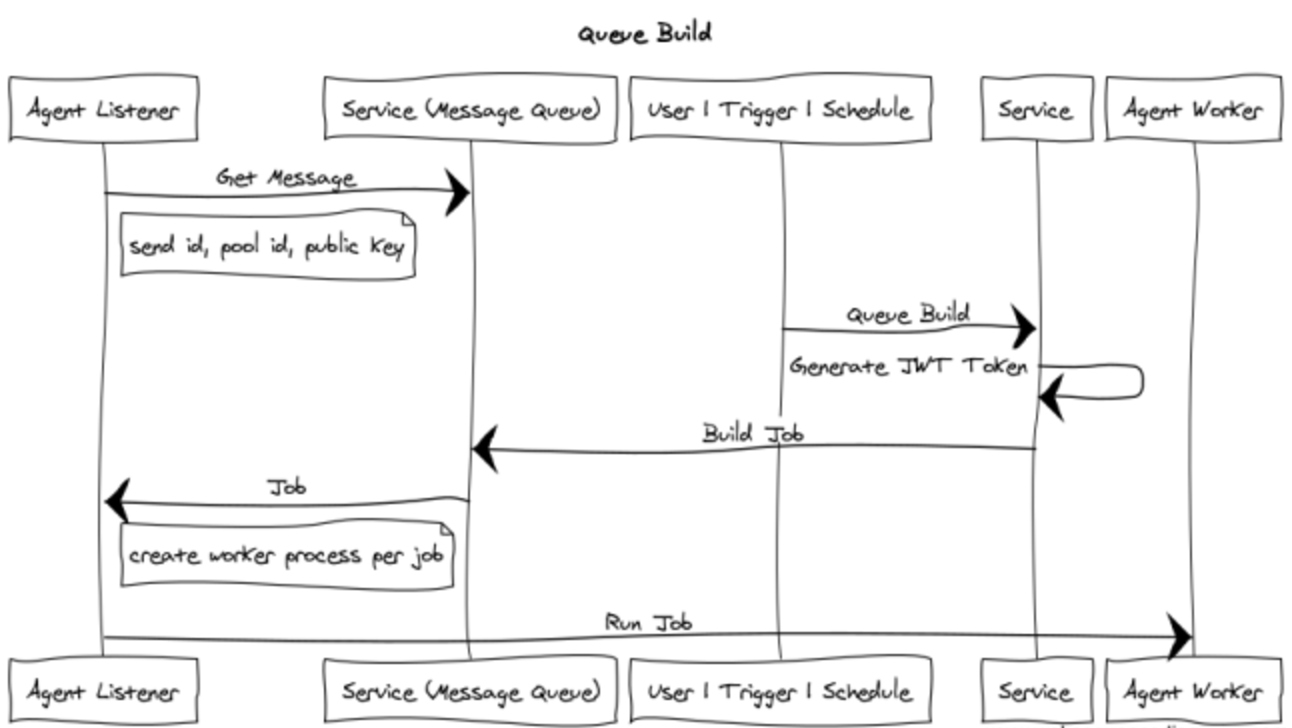 Queue Build
Agent Listener
Service (Message Queue)
User | Trigger | Schedule
Service
Agent Worker
Get Message
send id, pool id, public key
Queue Build
Generate JWT Token
Build Job
Job
create worker process per job
Run Job
Agent Listener
Service (Message Queue)
User | Trigger | Schedule
Service
Agent Worker